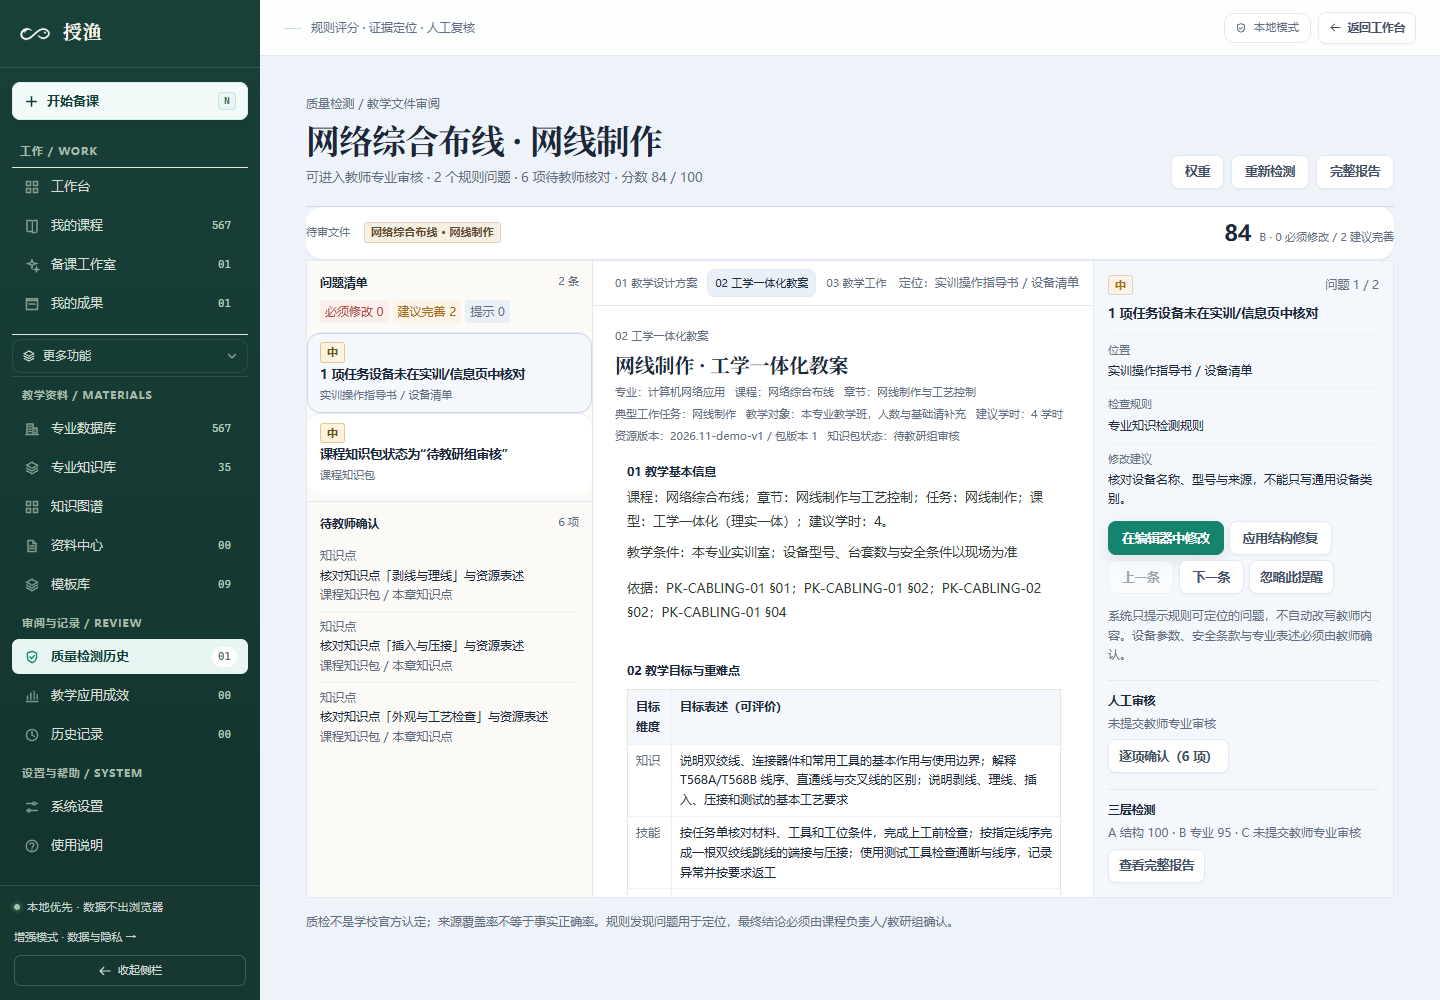 授渔
开始备课 N
工作 / WORK
工作台
我的课程 567
备课工作室 01
我的成果 01
更多功能
教学资料 / MATERIALS
专业数据库 567
专业知识库 35
知识图谱
资料中心 00
模板库 09
审阅与记录 / REVIEW
质量检测历史 01
教学应用成效 00
历史记录 00
设置与帮助 / SYSTEM
系统设置
使用说明
本地优先 · 数据不出浏览器
增强模式 · 数据与隐私 →
← 收起侧栏
规则评分 · 证据定位 · 人工复核
本地模式
← 返回工作台
质量检测 / 教学文件审阅
网络综合布线 · 网线制作
可进入教师专业审核 · 2 个规则问题 · 6 项待教师核对 · 分数 84 / 100
权重
重新检测
完整报告
待审文件
网络综合布线 • 网线制作
84 B · 0 必须修改 / 2 建议完善
问题清单 2 条
必须修改 0
建议完善 2
提示 0
中
1 项任务设备未在实训/信息页中核对
实训操作指导书 / 设备清单
中
课程知识包状态为“待教研组审核”
课程知识包
待教师确认 6 项
知识点
核对知识点「剥线与理线」与资源表述
课程知识包 / 本章知识点
知识点
核对知识点「插入与压接」与资源表述
课程知识包 / 本章知识点
知识点
核对知识点「外观与工艺检查」与资源表述
课程知识包 / 本章知识点
01 教学设计方案
02 工学一体化教案
03 教学工作
定位：实训操作指导书 / 设备清单
02 工学一体化教案
网线制作 · 工学一体化教案
专业：计算机网络应用 课程：网络综合布线 章节：网线制作与工艺控制
典型工作任务：网线制作 教学对象：本专业教学班，人数与基础请补充 建议学时：4 学时
资源版本：2026.11-demo-v1 / 包版本 1 知识包状态：待教研组审核
01 教学基本信息
课程：网络综合布线；章节：网线制作与工艺控制；任务：网线制作；课
型：工学一体化（理实一体）；建议学时：4。
教学条件：本专业实训室；设备型号、台套数与安全条件以现场为准
依据：PK-CABLING-01 §01；PK-CABLING-01 §02；PK-CABLING-02
§02；PK-CABLING-01 §04
02 教学目标与重难点
目标
维度
目标表述（可评价）
知识
说明双绞线、连接器件和常用工具的基本作用与使用边界；解释
T568A/T568B 线序、直通线与交叉线的区别；说明剥线、理线、插
入、压接和测试的基本工艺要求
技能
按任务单核对材料、工具和工位条件，完成上工前检查；按指定线序完
成一根双绞线跳线的端接与压接；使用测试工具检查通断与线序，记录
异常并按要求返工
中 问题 1 / 2
1 项任务设备未在实训/信息页中核对
位置
实训操作指导书 / 设备清单
检查规则
专业知识检测规则
修改建议
核对设备名称、型号与来源，不能只写通用设备类
别。
在编辑器中修改
应用结构修复
上一条
下一条
忽略此提醒
系统只提示规则可定位的问题，不自动改写教师内
容。设备参数、安全条款与专业表述必须由教师确
认。
人工审核
未提交教师专业审核
逐项确认（6 项）
三层检测
A 结构 100 · B 专业 95 · C 未提交教师专业审核
查看完整报告
质检不是学校官方认定；来源覆盖率不等于事实正确率。规则发现问题用于定位，最终结论必须由课程负责人/教研组确认。